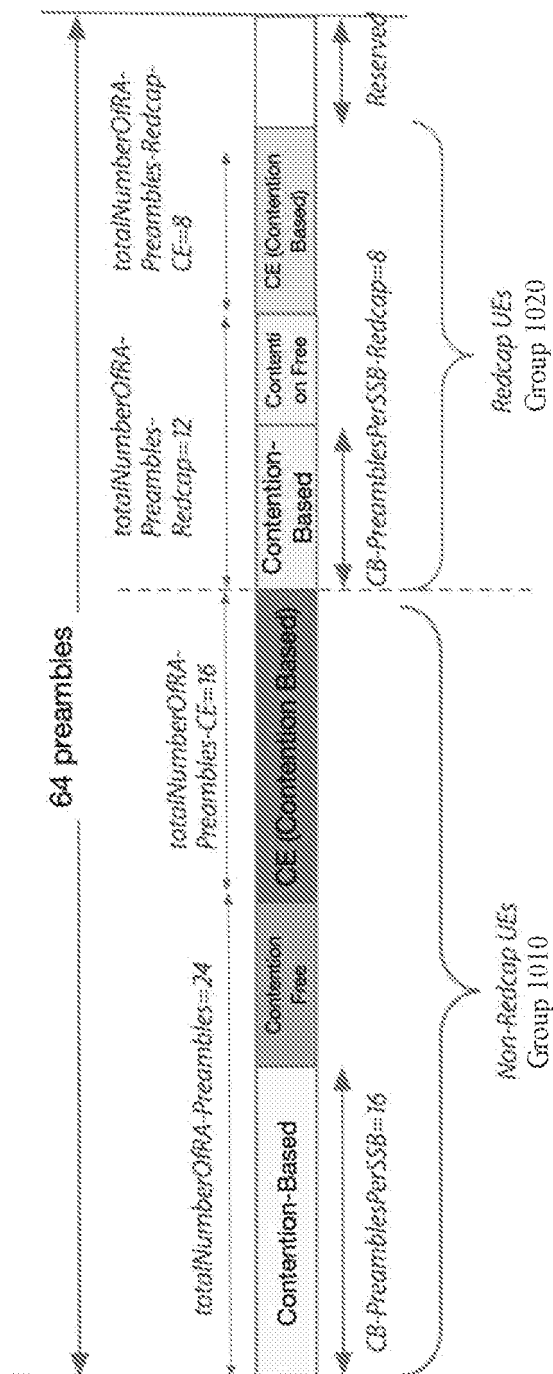 64 preambles
totalNumberOfRA-Preambles=24
totalNumberOfRA-
Preambles-CE=16
totalNumberOfRA-
Preambles-
Redcap=12
totalNumberOfRA-
Preambles-Redcap-
CE=8
Contention-Based
Contention
Free
CE (Contention Based)
Contention-
Based
Contenti
on Free
CE (Contention
Based)
CB-PreamblesPerSSB=16
CB-PreamblesPerSSB-Redcap=8
Reserved
Non-Redcap UEs
Group 1010
Redcap UEs
Group 1020